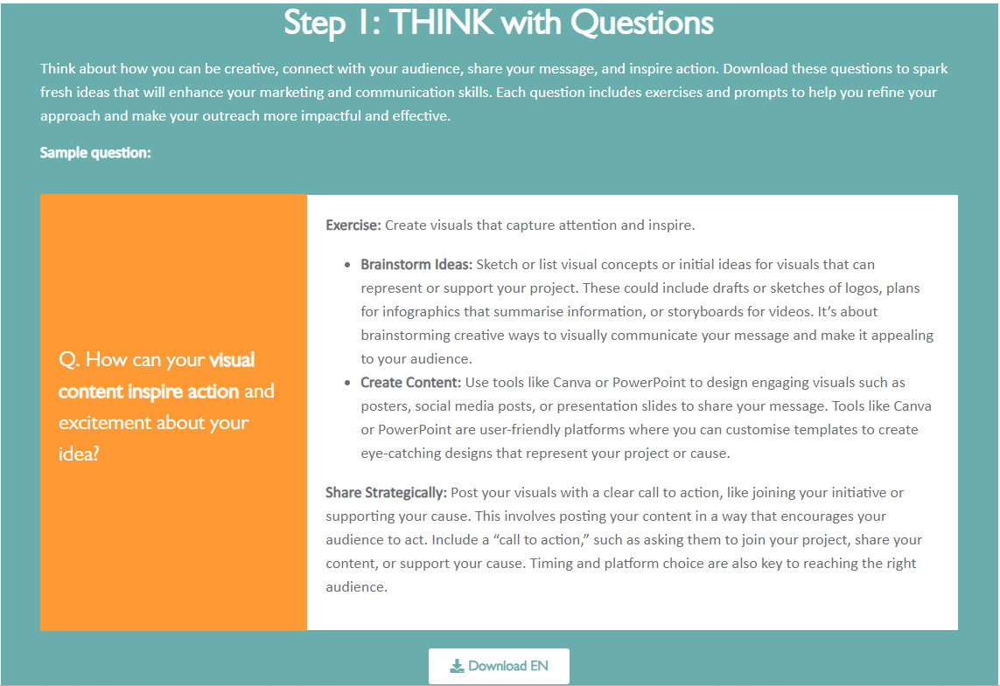 Step 1: THINK with Questions
Think about how you can be creative, connect with your audience, share your message, and inspire action. Download these questions to spark
fresh ideas that will enhance your marketing and communication skills. Each question includes exercises and prompts to help you refine your
approach and make your outreach more impactful and effective.
Sample question:
Q. How can your visual
content inspire action and
excitement about your
idea?
Exercise: Create visuals that capture attention and inspire.
• Brainstorm Ideas: Sketch or list visual concepts or initial ideas for visuals that can
represent or support your project. These could include drafts or sketches of logos, plans
for infographics that summarise information, or storyboards for videos. It’s about
brainstorming creative ways to visually communicate your message and make it appealing
to your audience.
• Create Content: Use tools like Canva or PowerPoint to design engaging visuals such as
posters, social media posts, or presentation slides to share your message. Tools like Canva
or PowerPoint are user-friendly platforms where you can customise templates to create
eye-catching designs that represent your project or cause.
Share Strategically: Post your visuals with a clear call to action, like joining your initiative or
supporting your cause. This involves posting your content in a way that encourages your
audience to act. Include a “call to action,” such as asking them to join your project, share your
content, or support your cause. Timing and platform choice are also key to reaching the right
audience.
Download EN